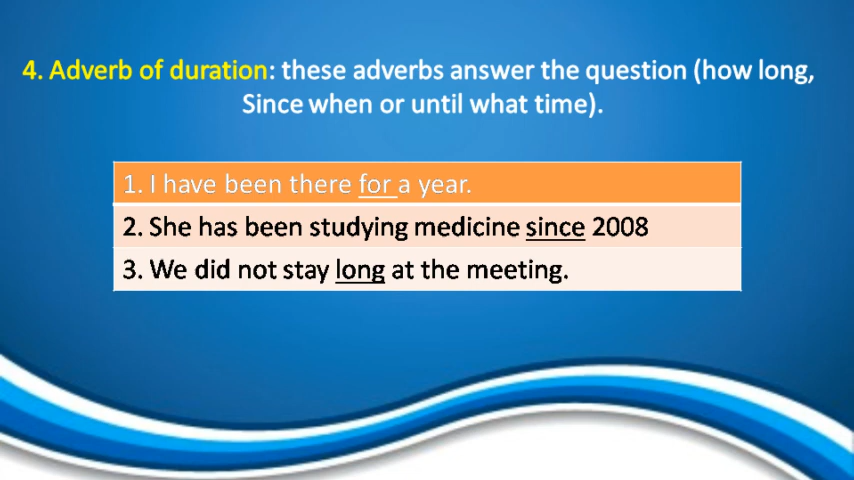 4. Adverb of duration: these adverbs answer the question (how long,
Since when or until what time).
1. I have been there for a year.
2. She has been studying medicine since 2008
3. We did not stay long at the meeting.